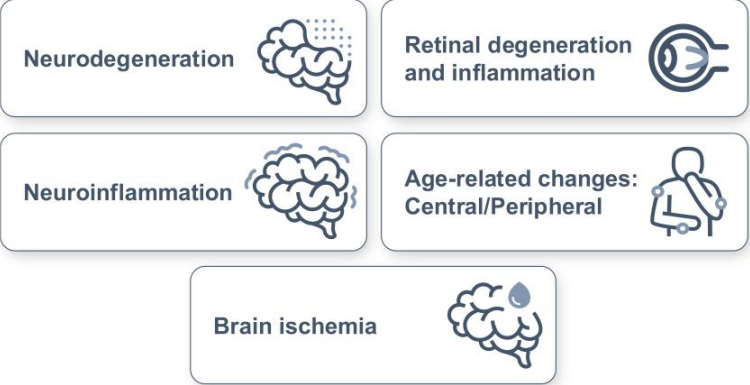 Neurodegeneration
Retinal degeneration
and inflammation
Neuroinflammation
Age-related changes:
Central/Peripheral
Brain ischemia